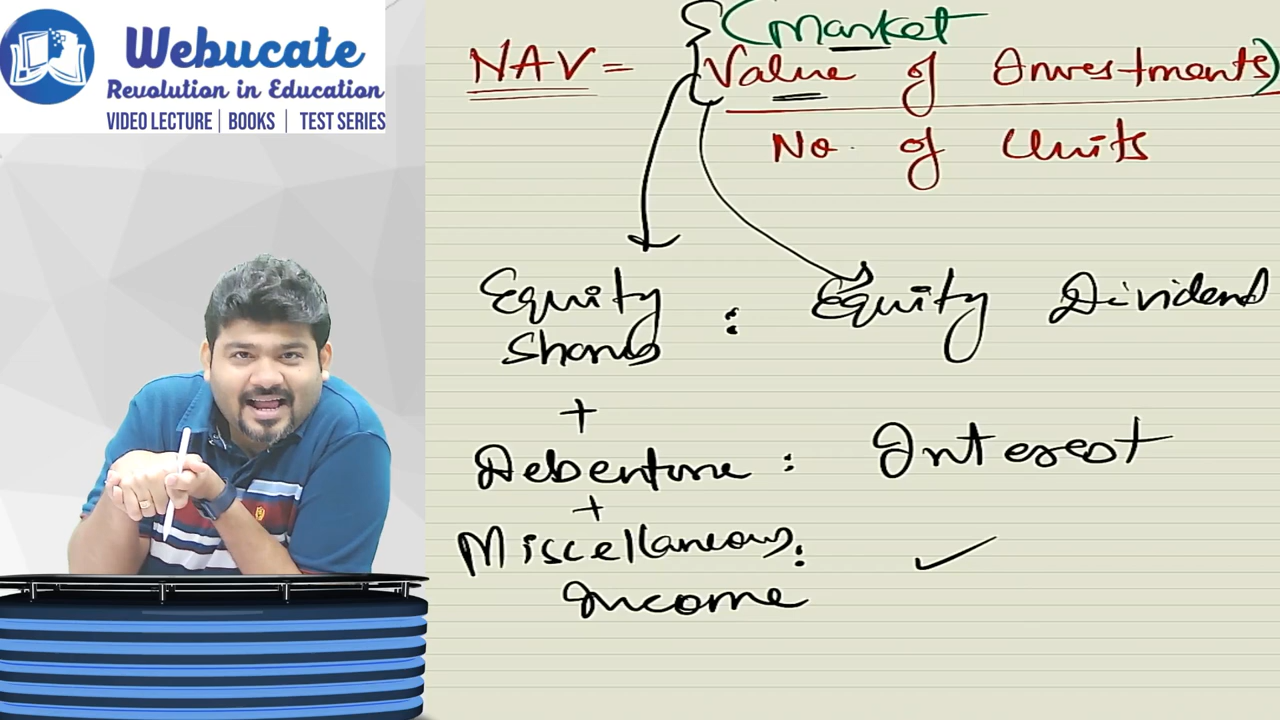 Webucate
Revolution in Education
VIDEO LECTURE | BOOKS | TEST SERIES
(Market
NAV = Value of Investments)
No. of Units
Equity Shares : Equity Dividend
+
Debenture : Interest
+
Miscellaneous Income : ✓